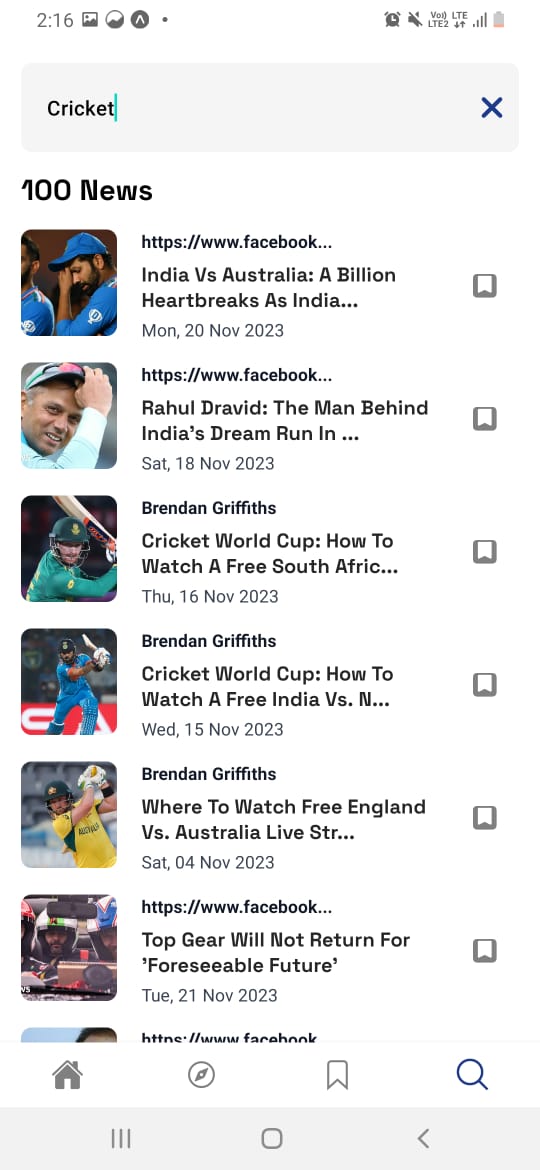 2:16
Vo)) LTE
LTE2
Cricket
100 News
https://www.facebook...
India Vs Australia: A Billion
Heartbreaks As India...
Mon, 20 Nov 2023
https://www.facebook...
Rahul Dravid: The Man Behind
India's Dream Run In ...
Sat, 18 Nov 2023
Brendan Griffiths
Cricket World Cup: How To
Watch A Free South Afric...
Thu, 16 Nov 2023
Brendan Griffiths
Cricket World Cup: How To
Watch A Free India Vs. N...
Wed, 15 Nov 2023
Brendan Griffiths
Where To Watch Free England
Vs. Australia Live Str...
Sat, 04 Nov 2023
https://www.facebook...
Top Gear Will Not Return For
'Foreseeable Future'
Tue, 21 Nov 2023
https://www.facebook